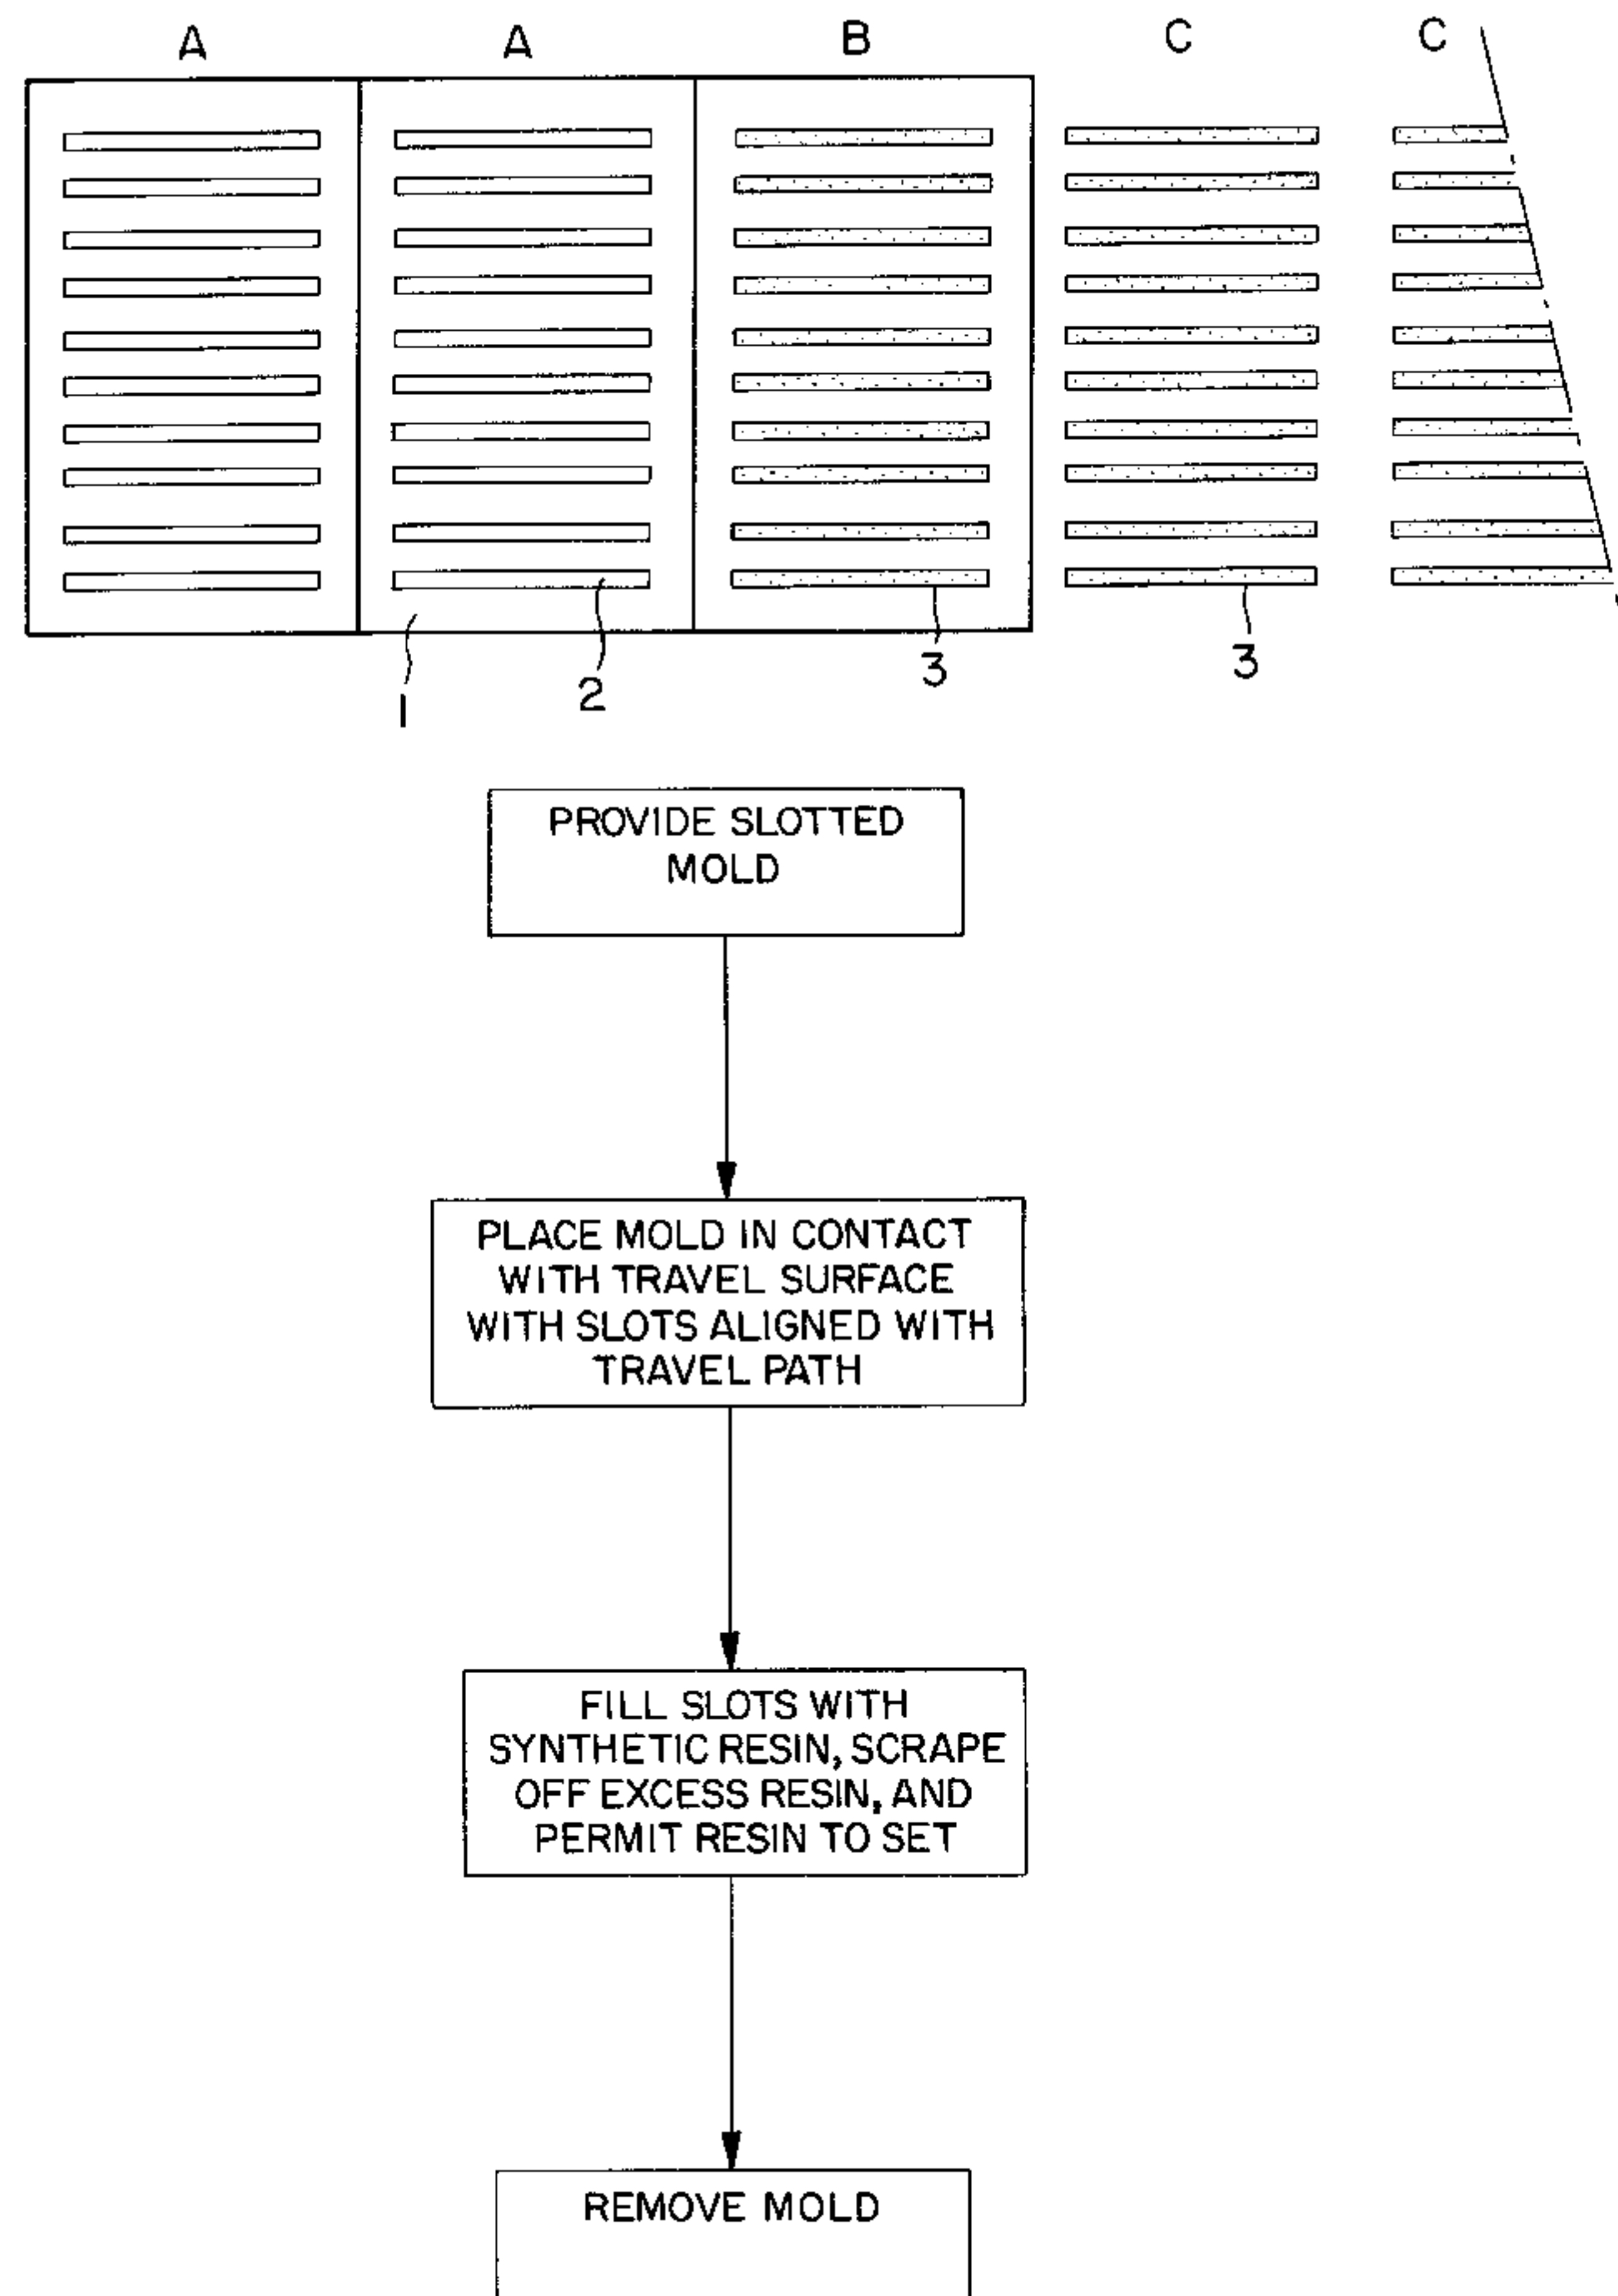 A A B C C
1 2 3 3
PROVIDE SLOTTED
MOLD
PLACE MOLD IN CONTACT
WITH TRAVEL SURFACE
WITH SLOTS ALIGNED WITH
TRAVEL PATH
FILL SLOTS WITH
SYNTHETIC RESIN, SCRAPE
OFF EXCESS RESIN, AND
PERMIT RESIN TO SET
REMOVE MOLD